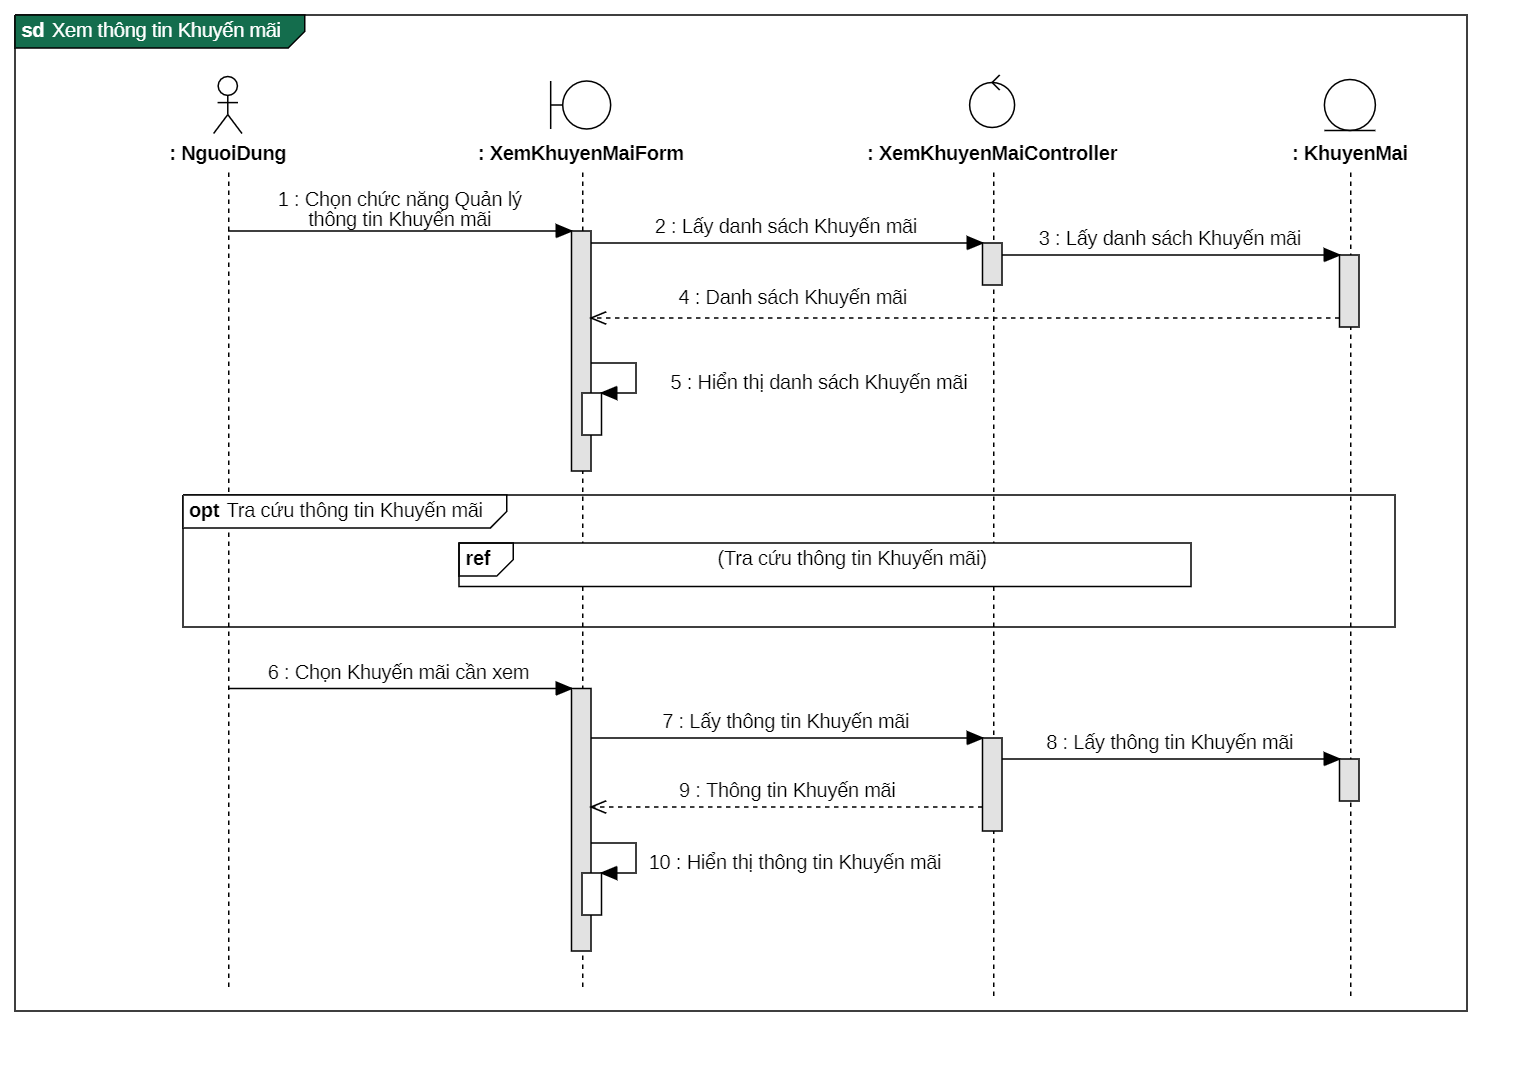 sd Xem thông tin Khuyến mãi
: NguoiDung
: XemKhuyenMaiForm
: XemKhuyenMaiController
: KhuyenMai
1 : Chọn chức năng Quản lý
thông tin Khuyến mãi
2 : Lấy danh sách Khuyến mãi
3 : Lấy danh sách Khuyến mãi
4 : Danh sách Khuyến mãi
5 : Hiển thị danh sách Khuyến mãi
opt Tra cứu thông tin Khuyến mãi
ref (Tra cứu thông tin Khuyến mãi)
6 : Chọn Khuyến mãi cần xem
7 : Lấy thông tin Khuyến mãi
8 : Lấy thông tin Khuyến mãi
9 : Thông tin Khuyến mãi
10 : Hiển thị thông tin Khuyến mãi